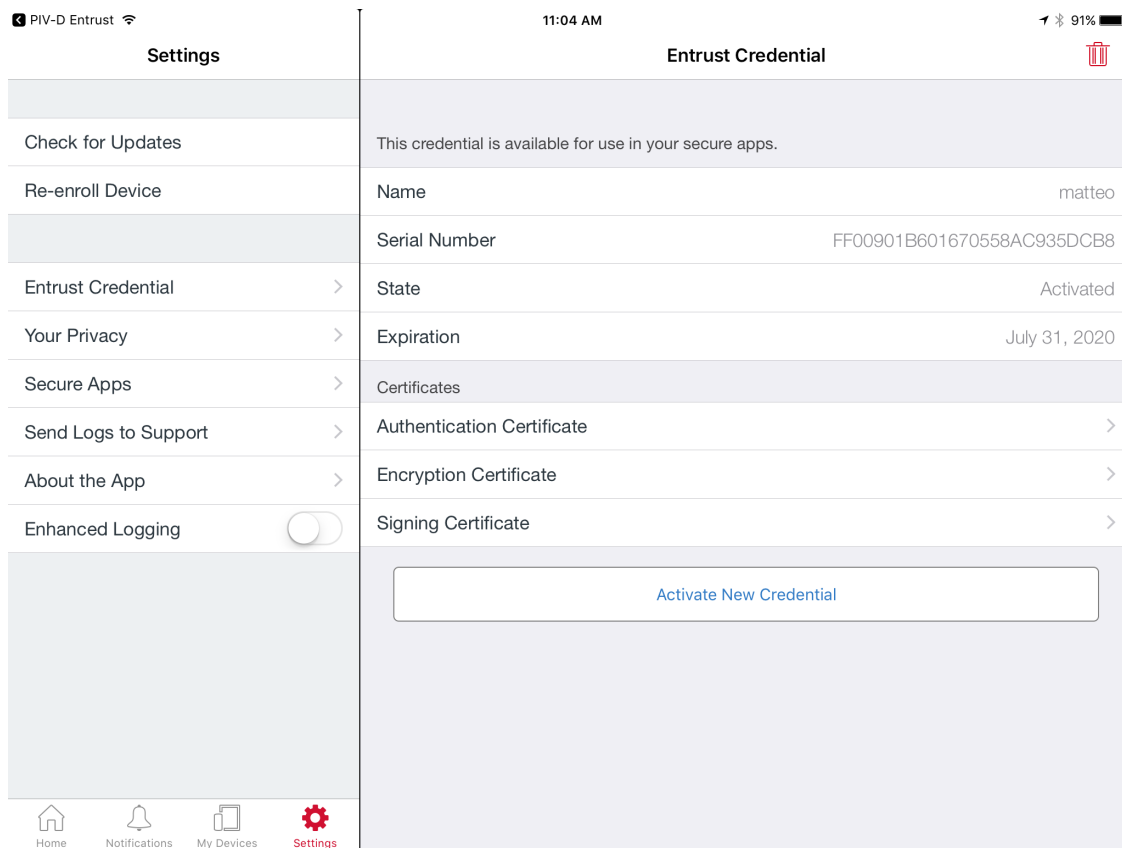 PIV-D Entrust
11:04 AM
91%
Settings
Entrust Credential
Check for Updates
Re-enroll Device
Entrust Credential
Your Privacy
Secure Apps
Send Logs to Support
About the App
Enhanced Logging
Home
Notifications
My Devices
Settings
This credential is available for use in your secure apps.
Name matteo
Serial Number FF00901B601670558AC935DCB8
State Activated
Expiration July 31, 2020
Certificates
Authentication Certificate
Encryption Certificate
Signing Certificate
Activate New Credential